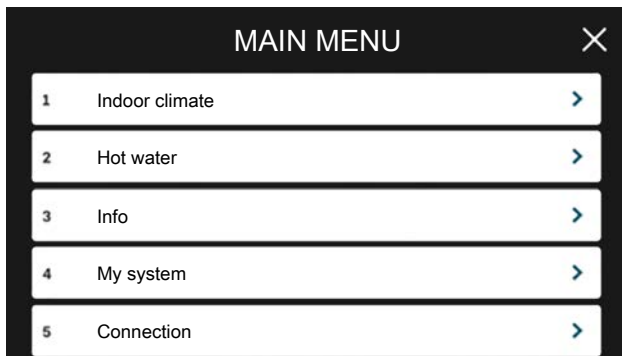 MAIN MENU
1 Indoor climate
2 Hot water
3 Info
4 My system
5 Connection